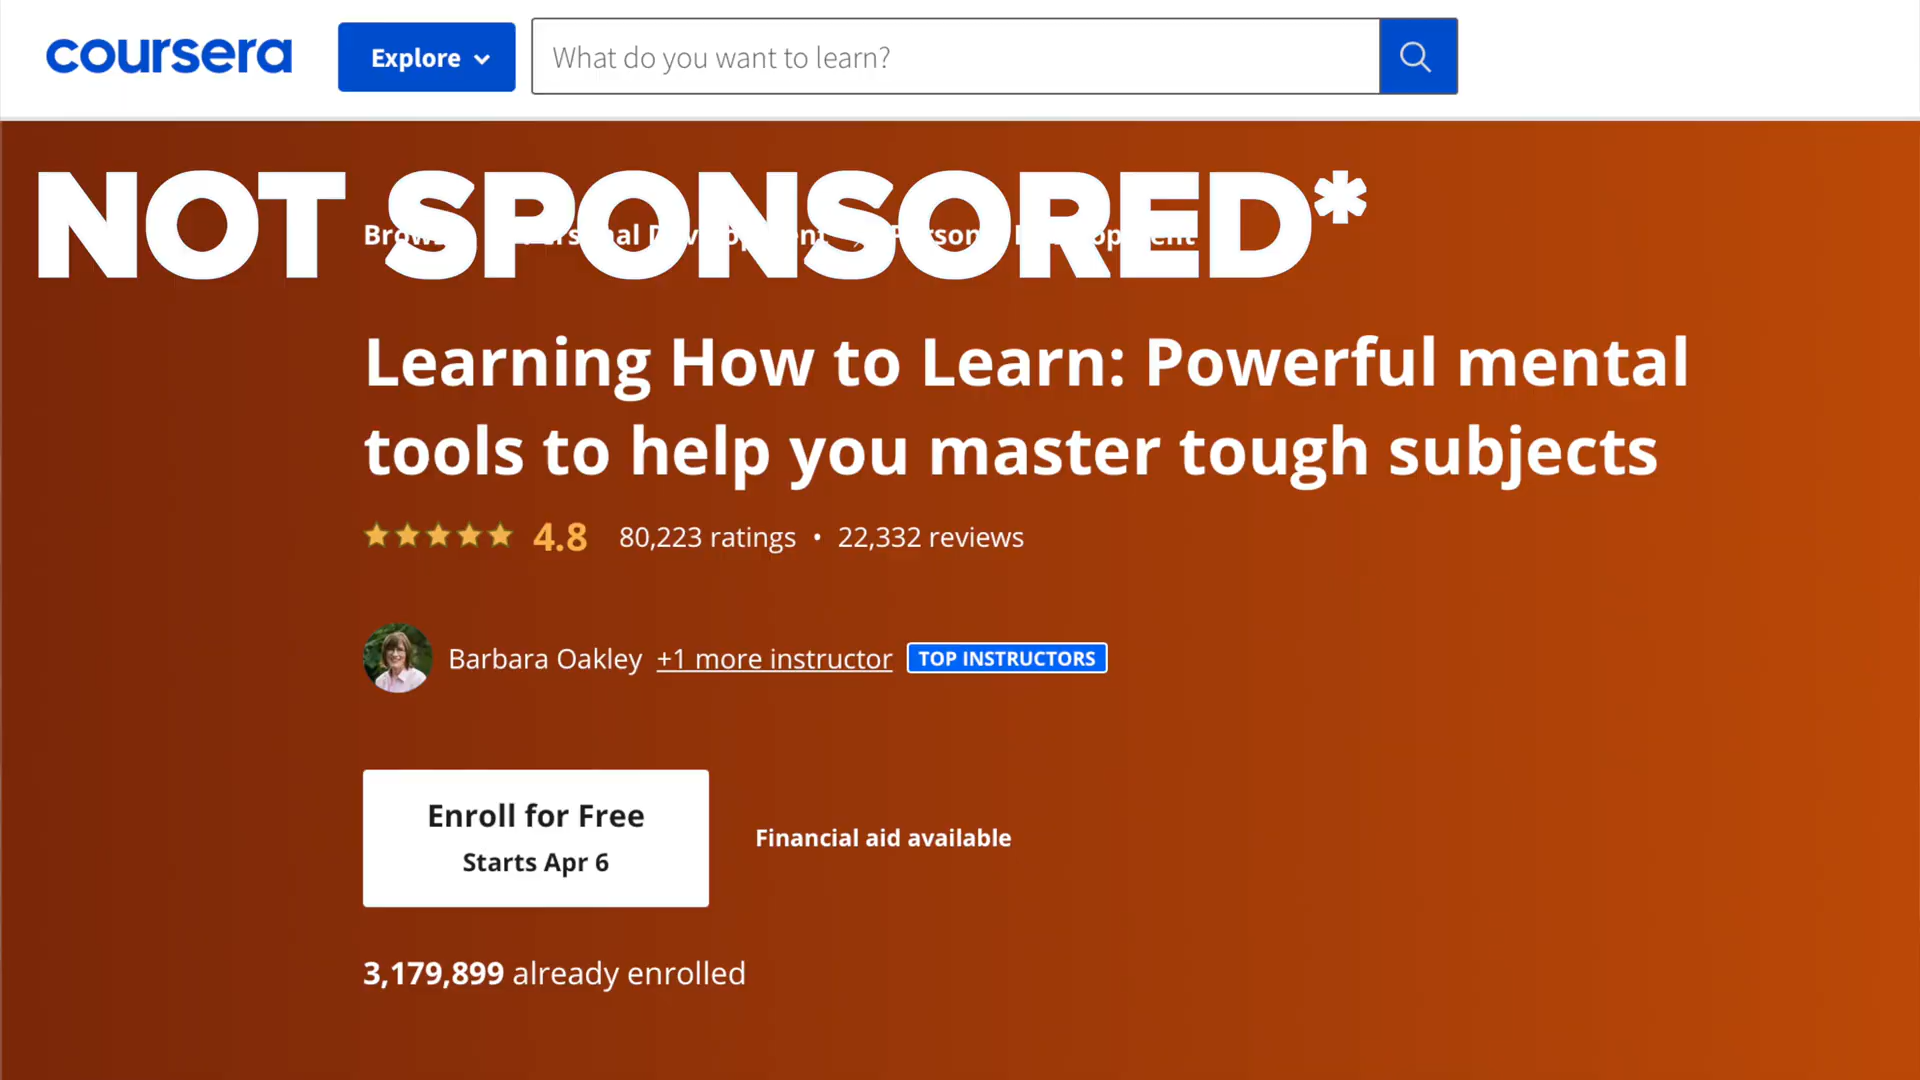 coursera
Explore
What do you want to learn?
NOT SPONSORED*
Learning How to Learn: Powerful mental
tools to help you master tough subjects
4.8 80,223 ratings • 22,332 reviews
Barbara Oakley +1 more instructor TOP INSTRUCTORS
Enroll for Free
Starts Apr 6
Financial aid available
3,179,899 already enrolled